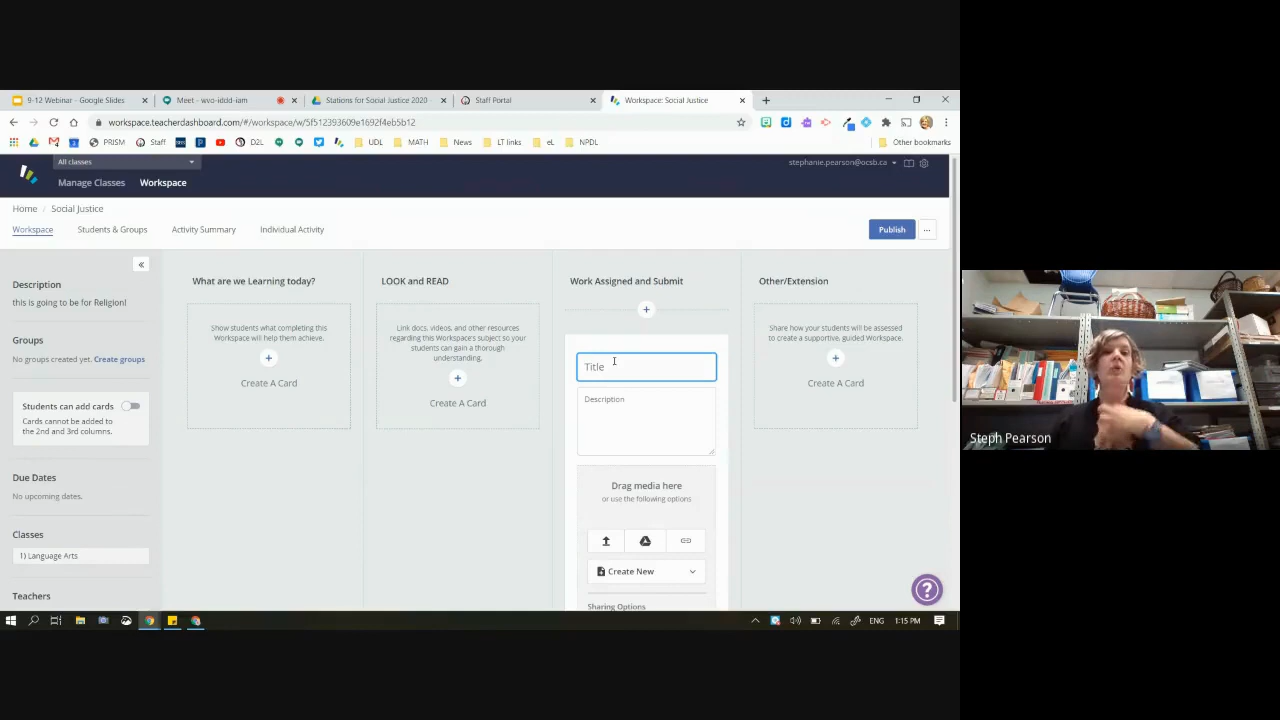 9-12 Webinar - Google Slides
Meet - wvo-iddd-iam
Stations for Social Justice 2020
Staff Portal
Workspace: Social Justice
workspace.teacherdashboard.com/#/workspace/w/5f512393609e1692f4eb5b12
PRISM
Staff
D2L
UDL
MATH
News
LT links
eL
NPDL
Other bookmarks
All classes
stephanie.pearson@ocsb.ca
Manage Classes
Workspace
Home / Social Justice
Workspace
Students & Groups
Activity Summary
Individual Activity
Publish
...
Description
this is going to be for Religion!
Groups
No groups created yet. Create groups
Students can add cards
Cards cannot be added
to the 2nd and 3rd columns.
Due Dates
No upcoming dates.
Classes
1) Language Arts
Teachers
What are we Learning today?
Show students what completing this
Workspace will help them achieve.
Create A Card
LOOK and READ
Link docs, videos, and other resources
regarding this Workspace's subject so your
students can gain a thorough
understanding.
Create A Card
Work Assigned and Submit
Title
Description
Drag media here
or use the following options
Create New
Sharing Options
Other/Extension
Share how your students will be assessed
to create a supportive, guided Workspace.
Create A Card
ENG
1:15 PM
Steph Pearson